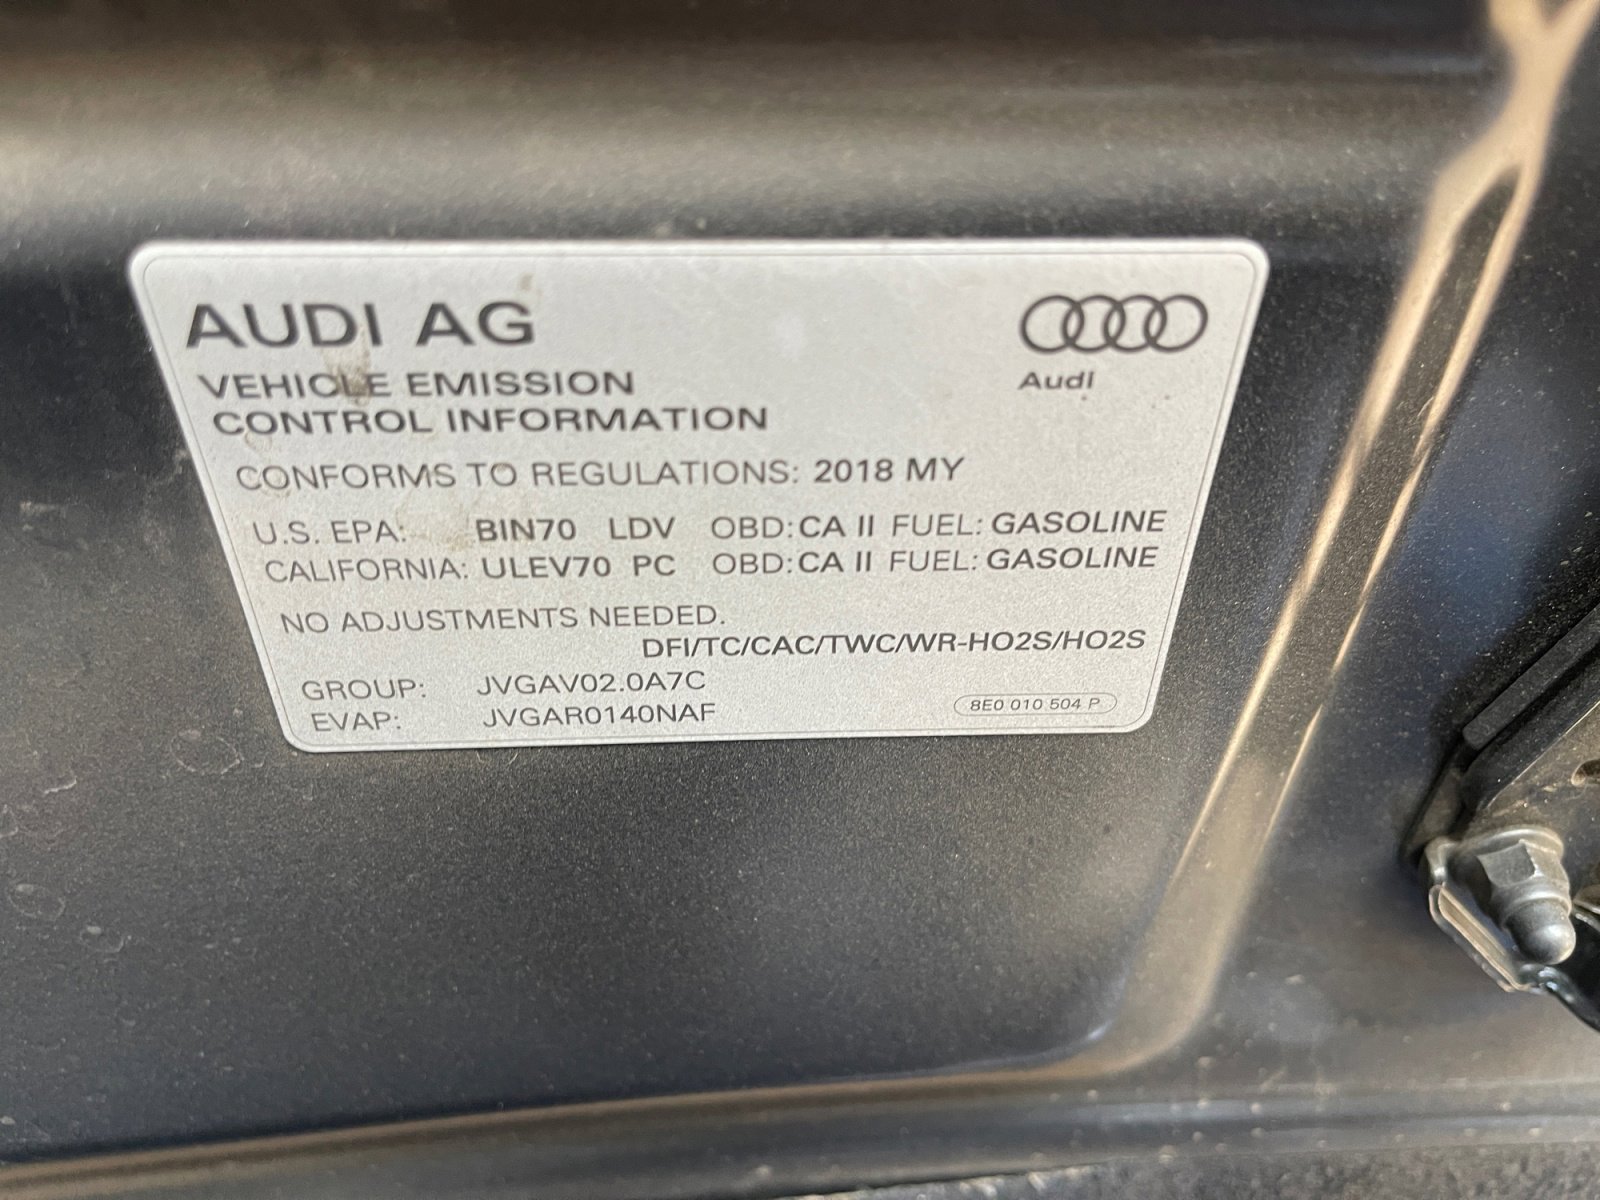 AUDI AG
Audi
VEHICLE EMISSION
CONTROL INFORMATION
CONFORMS TO REGULATIONS: 2018 MY
U.S. EPA: BIN70 LDV OBD: CA II FUEL: GASOLINE
CALIFORNIA: ULEV70 PC OBD: CA II FUEL: GASOLINE
NO ADJUSTMENTS NEEDED.
DFI/TC/CAC/TWC/WR-HO2S/HO2S
GROUP: JVGAV02.0A7C
EVAP: JVGAR0140NAF
8E0 010 504 P